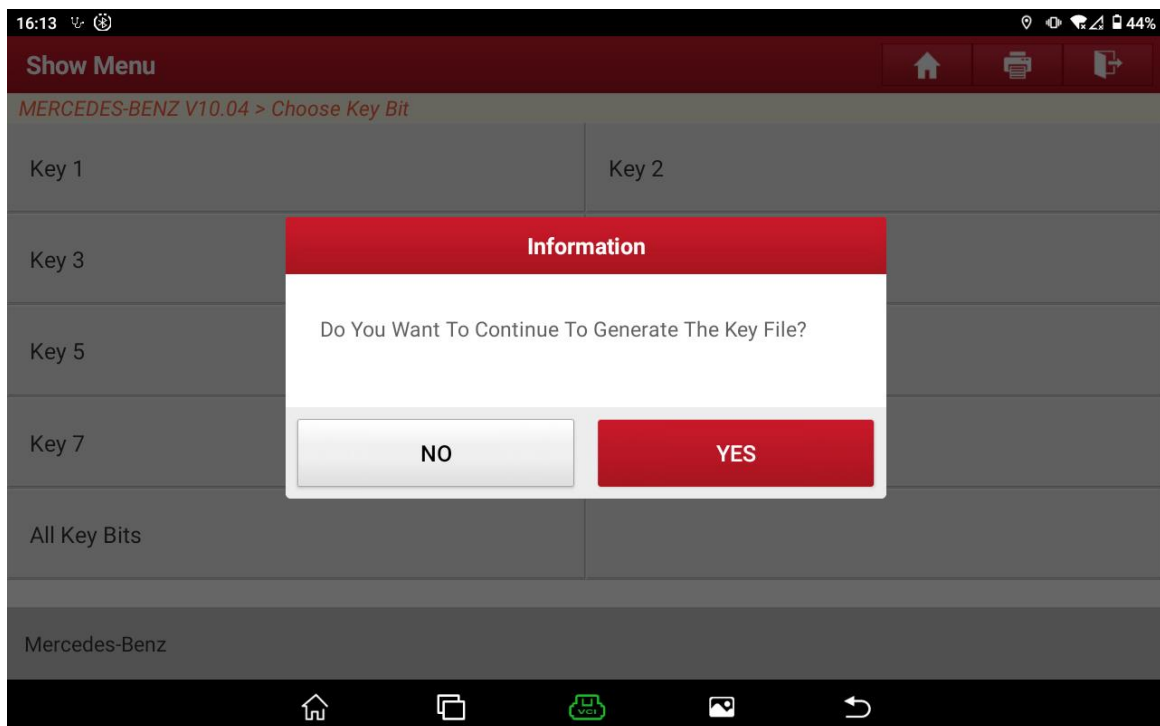 16:13
44%
Show Menu
MERCEDES-BENZ V10.04 > Choose Key Bit
Key 1
Key 2
Key 3
Information
Do You Want To Continue To Generate The Key File?
Key 5
Key 7
NO
YES
All Key Bits
Mercedes-Benz
VCI